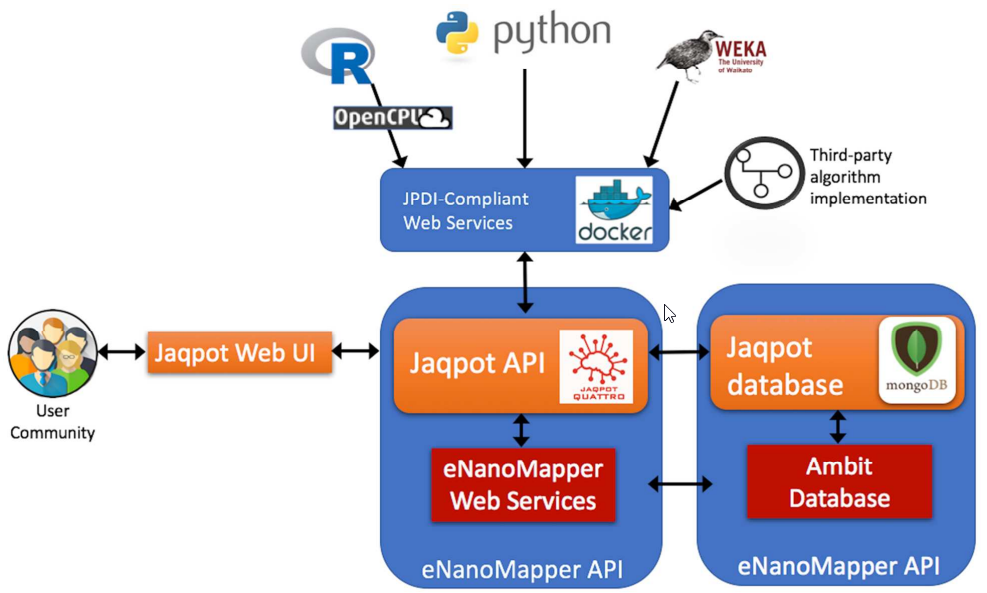 R
python
WEKA
The University
of Waikato
OpenCPU
Third-party
algorithm
implementation
JPDI-Compliant
Web Services
docker
Jaqpot Web UI
User
Community
Jaqpot API
JAQPOT
QUATTRO
Jaqpot
database
mongoDB
eNanoMapper
Web Services
Ambit
Database
eNanoMapper API
eNanoMapper API